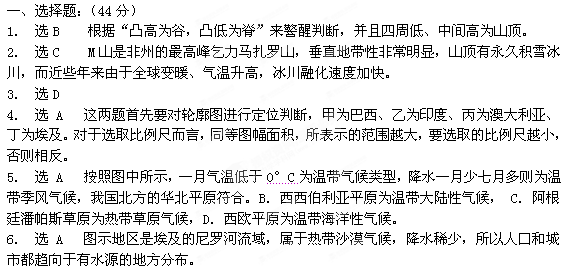 一、选择题:(44分)
1. 选B 根据“凸高为谷，凸低为脊”来警醒判断，并且四周低、中间高为山顶。
2. 选C M山是非州的最高峰乞力马扎罗山，垂直地带性非常明显，山顶有永久积雪冰
川，而近些年来由于全球变暖、气温升高，冰川融化速度加快。
3. 选D
4. 选 A 这两题首先要对轮廓图进行定位判断，甲为巴西、乙为印度、丙为澳大利亚、
丁为埃及。对于选取比例尺而言，同等图幅面积，所表示的范围越大，要选取的比例尺越小，
否则相反。
5. 选 A 按照图中所示，一月气温低于0°C为温带气候类型，降水一月少七月多则为温
带季风气候，我国北方的华北平原符合。B．西西伯利亚平原为温带大陆性气候， C．阿根
廷潘帕斯草原为热带草原气候，D．西欧平原为温带海洋性气候。
6. 选 A 图示地区是埃及的尼罗河流域，属于热带沙漠气候，降水稀少，所以人口和城
市都趋向于有水源的地方分布。